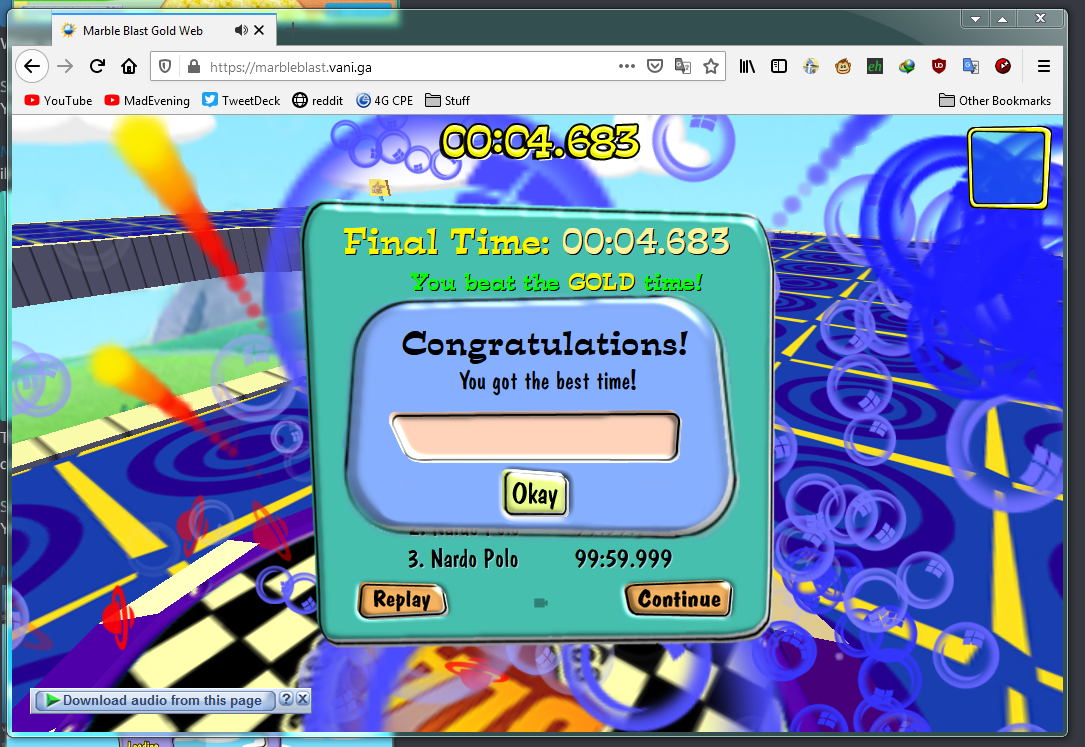 Marble Blast Gold Web
https://marbleblast.vani.ga
YouTube
MadEvening
TweetDeck
reddit
4G CPE
Stuff
Other Bookmarks
00:04.683
Final Time: 00:04.683
You beat the GOLD time!
Congratulations!
You got the best time!
Okay
3. Nardo Polo 99:59.999
Replay
Continue
Download audio from this page
Loading